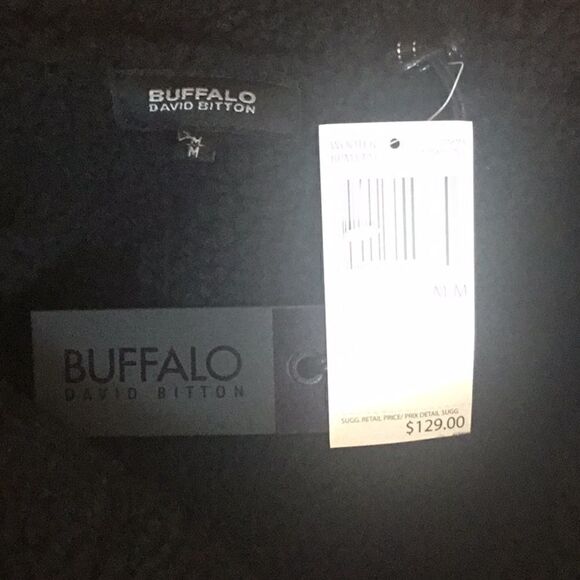 BUFFALO
DAVID BITTON
M
M
M M
BUFFALO
DAVID BITTON
SUGG. RETAIL PRICE/ PRIX DETAIL SUGG
$129.00